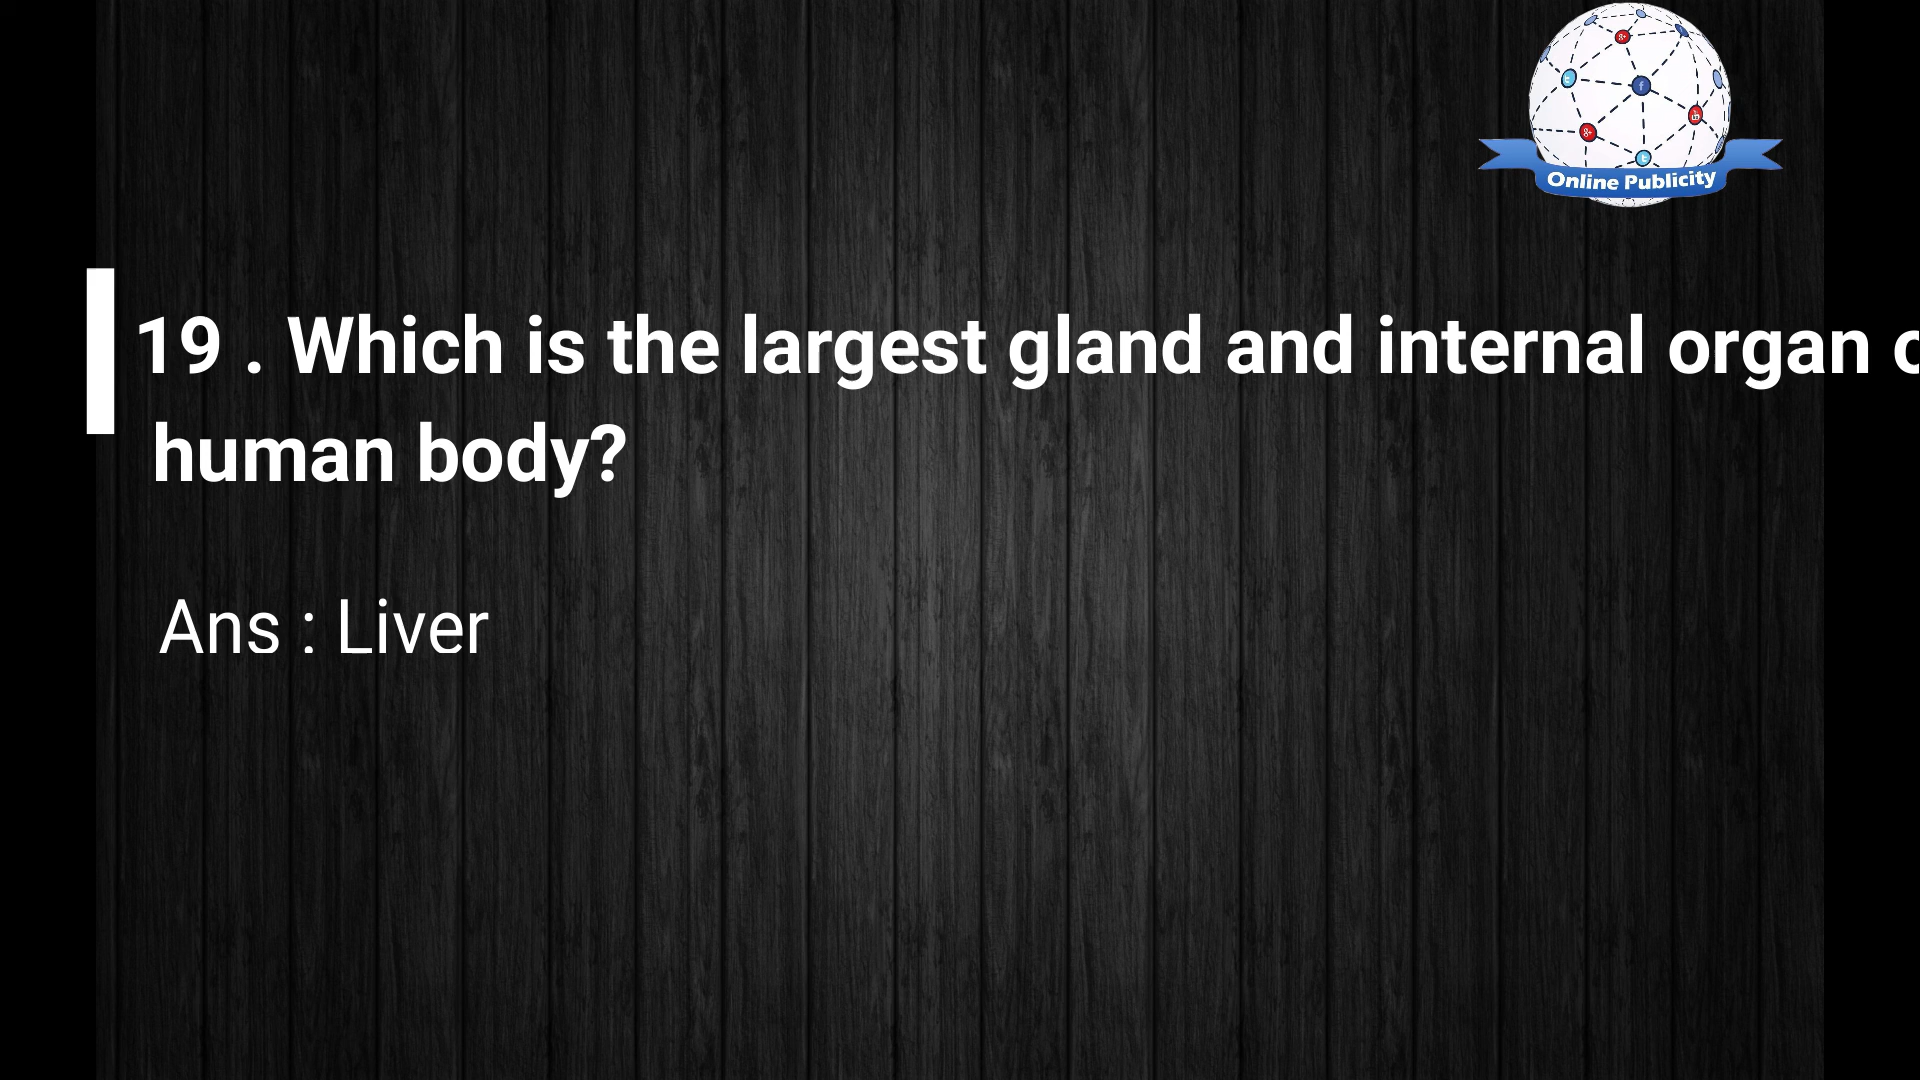 Online Publicity
19 . Which is the largest gland and internal organ
human body?
Ans : Liver